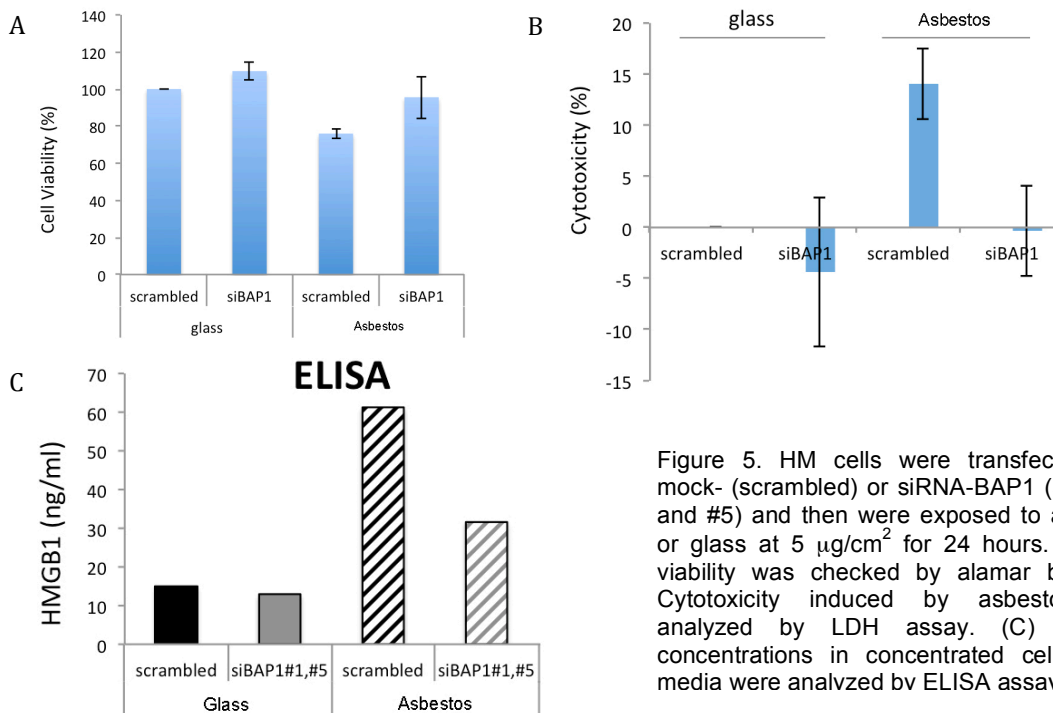 A
140
120
100
80
60
40
20
0
Cell Viability (%)
scrambled siBAP1 scrambled siBAP1
glass Asbestos
B
glass Asbestos
20
15
10
5
0
-5
-10
-15
Cytotoxicity (%)
scrambled siBAP1 scrambled siBAP1
C
ELISA
70
60
50
40
30
20
10
0
HMGB1 (ng/ml)
scrambled siBAP1#1,#5 scrambled siBAP1#1,#5
Glass Asbestos
Figure 5. HM cells were transfec
mock- (scrambled) or siRNA-BAP1 (
and #5) and then were exposed to a
or glass at 5 μg/cm² for 24 hours.
viability was checked by alamar b
Cytotoxicity induced by asbesto
analyzed by LDH assay. (C)
concentrations in concentrated cel
media were analyzed by ELISA assay